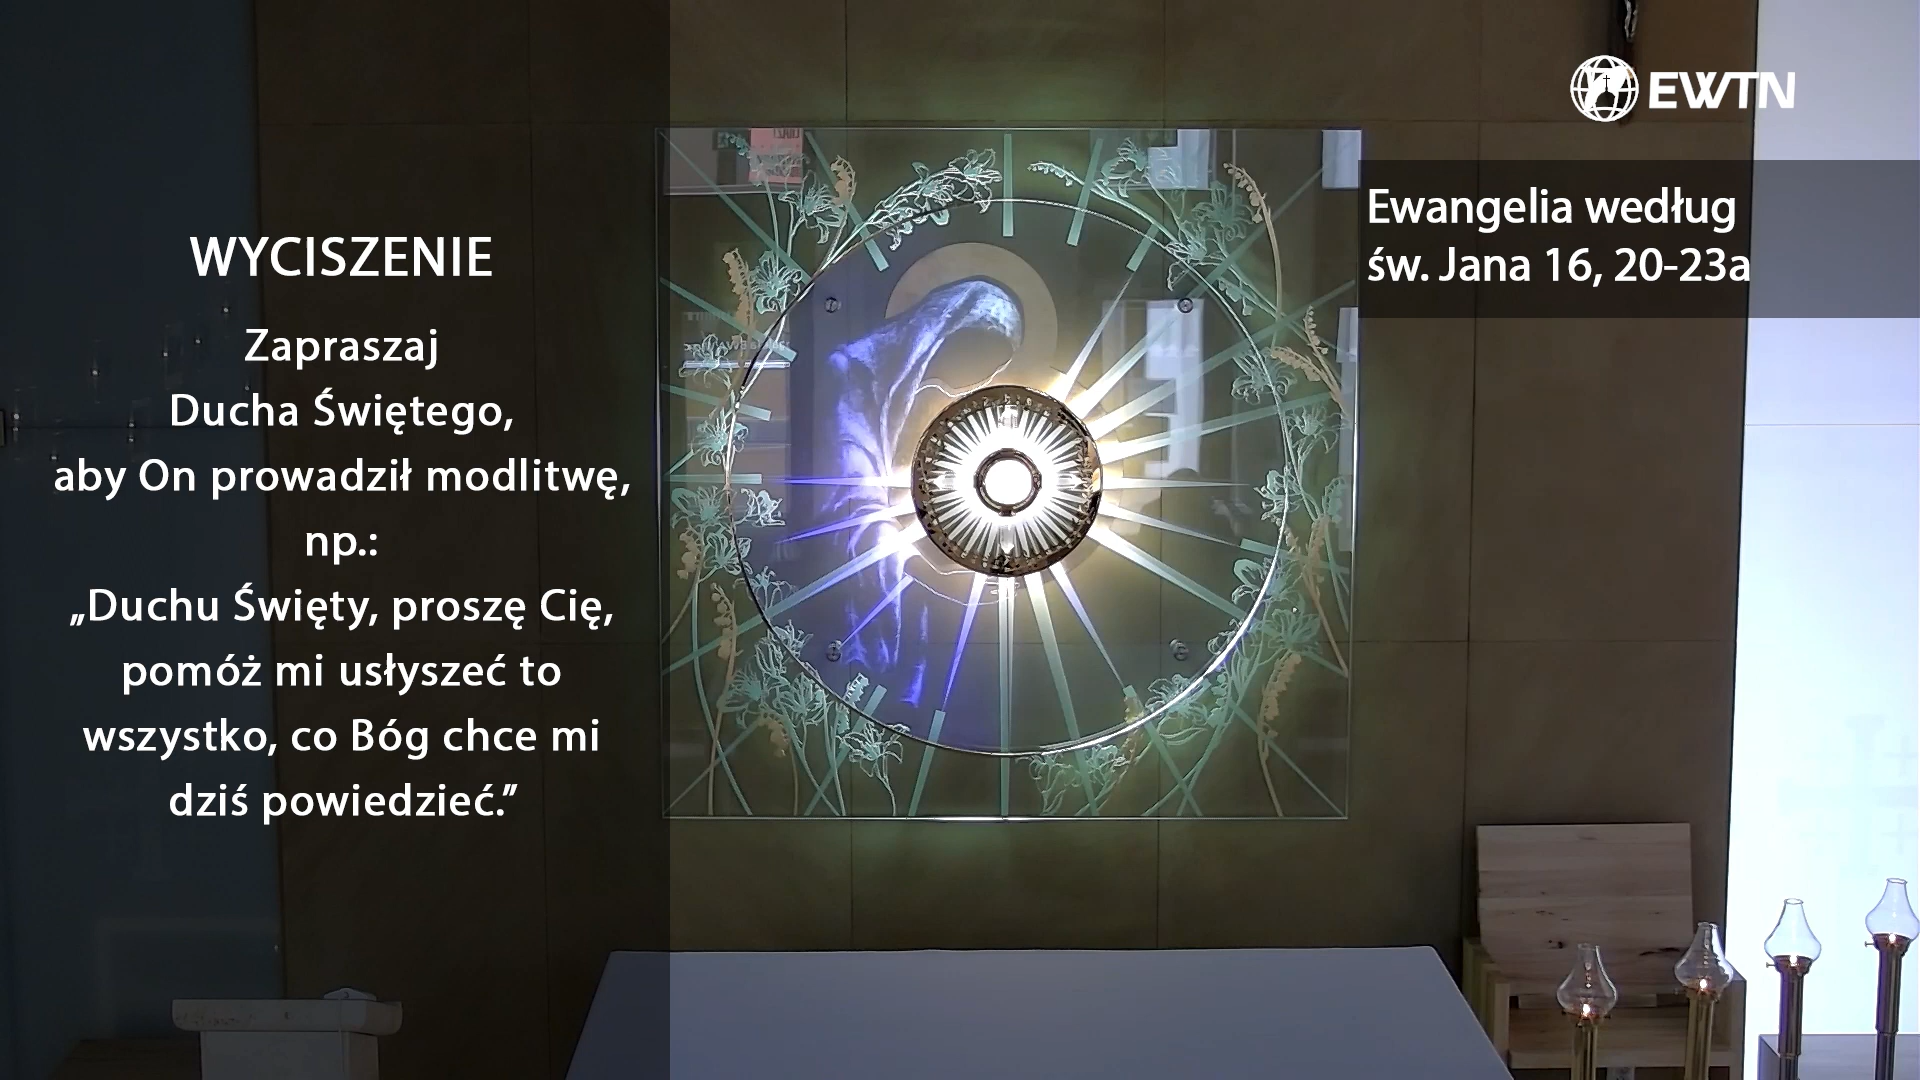 WYCISZENIE
Zapraszaj
Ducha Świętego,
aby On prowadził modlitwę,
np.:
„Duchu Święty, proszę Cię,
pomóż mi usłyszeć to
wszystko, co Bóg chce mi
dziś powiedzieć.”
EWTN
Ewangelia według
św. Jana 16, 20-23a